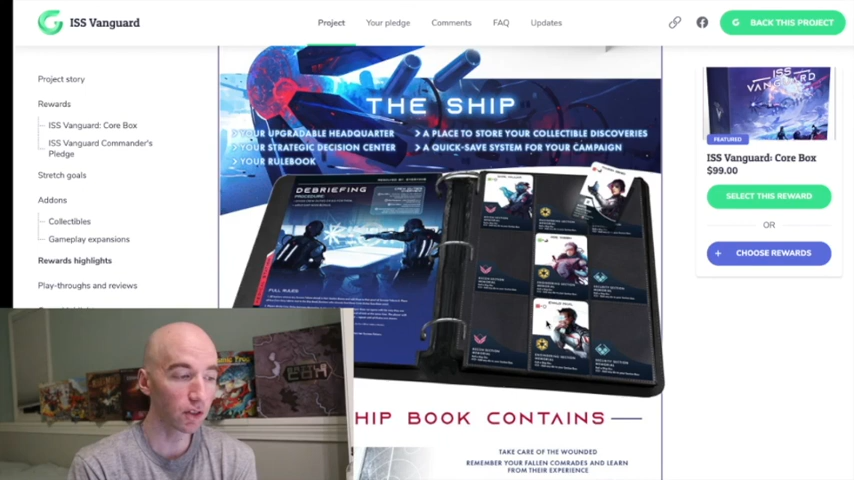 ISS Vanguard
Project
Your pledge
Comments
FAQ
Updates
BACK THIS PROJECT
Project story
Rewards
ISS Vanguard: Core Box
ISS Vanguard Commander's
Pledge
Stretch goals
Addons
Collectibles
Gameplay expansions
Rewards highlights
Play-throughs and reviews
THE SHIP
YOUR UPGRADABLE HEADQUARTER
YOUR STRATEGIC DECISION CENTER
YOUR RULEBOOK
A PLACE TO STORE YOUR COLLECTIBLE DISCOVERIES
A QUICK-SAVE SYSTEM FOR YOUR CAMPAIGN
DEBRIEFING
PROCEDURE
FULL RULES
HIP BOOK CONTAINS
TAKE CARE OF THE WOUNDED
REMEMBER YOUR FALLEN COMRADES AND LEARN
FROM THEIR EXPERIENCE
ISS
VANGUARD
FEATURED
ISS Vanguard: Core Box
$99.00
SELECT THIS REWARD
OR
+ CHOOSE REWARDS